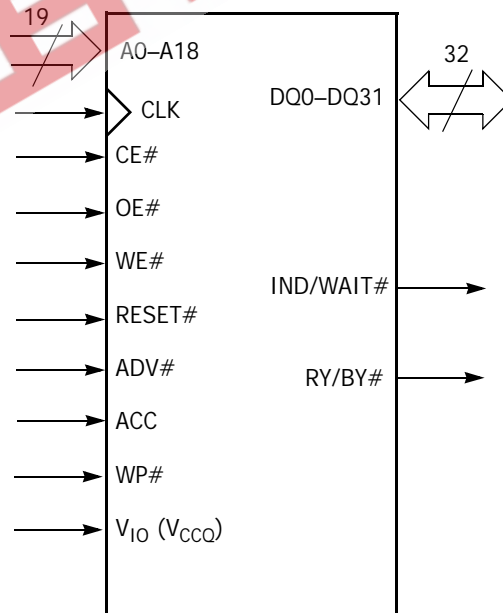 19
A0–A18
32
DQ0–DQ31
CLK
CE#
OE#
WE#
IND/WAIT#
RESET#
ADV#
RY/BY#
ACC
WP#
VIO (VCCQ)